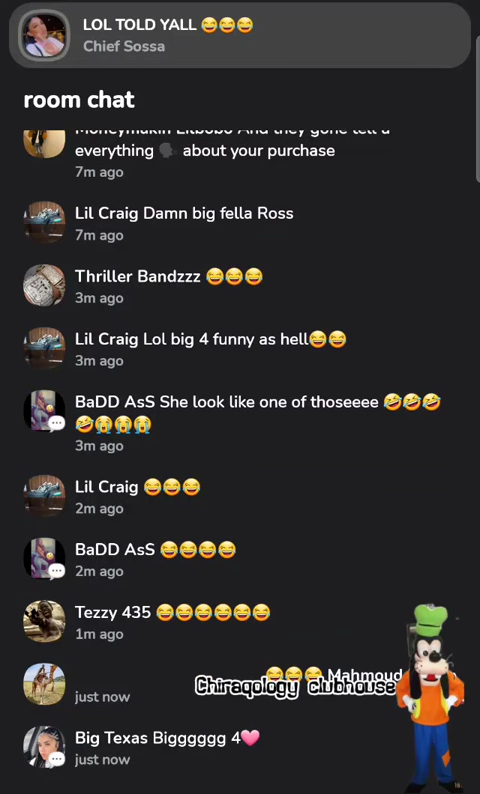 LOL TOLD YALL 😂😂😂
Chief Sossa
room chat
Moneymakin Lilbobo And they gone tell u
everything 🗣 about your purchase
7m ago
Lil Craig Damn big fella Ross
7m ago
Thriller Bandzzz 😂😂😂
3m ago
Lil Craig Lol big 4 funny as hell😂😂
3m ago
BaDD AsS She look like one of thoseeee 🤣🤣🤣
🤣😭😭😭
3m ago
Lil Craig 😂😂😂
2m ago
BaDD AsS 😂😂😂😂
2m ago
Tezzy 435 😂😂😂😂😂😂
1m ago
😂😂😂 Mahmoud
Chiraqology clubhouse
just now
Big Texas Bigggggg 4💓
just now